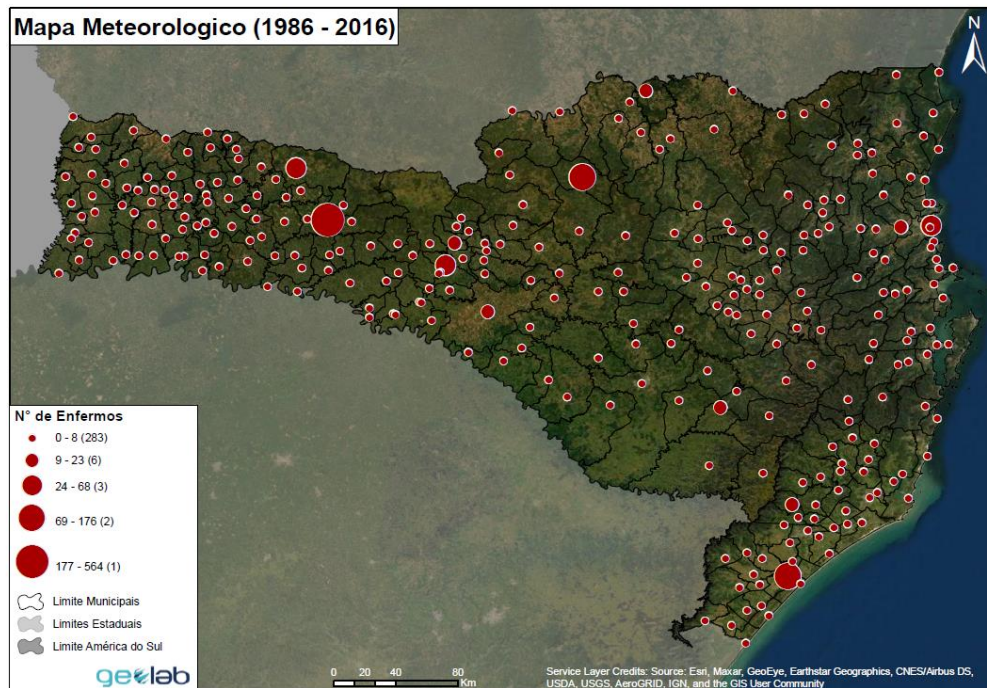 Mapa Meteorologico (1986 - 2016)
N
N° de Enfermos
0 - 8 (283)
9 - 23 (6)
24 - 68 (3)
69 - 176 (2)
177 - 564 (1)
Limite Municipais
Limites Estaduais
Limite América do Sul
geolab
0 20 40 80
Km
Service Layer Credits: Source: Esri, Maxar, GeoEye, Earthstar Geographics, CNES/Airbus DS,
USDA, USGS, AeroGRID, IGN, and the GIS User Community